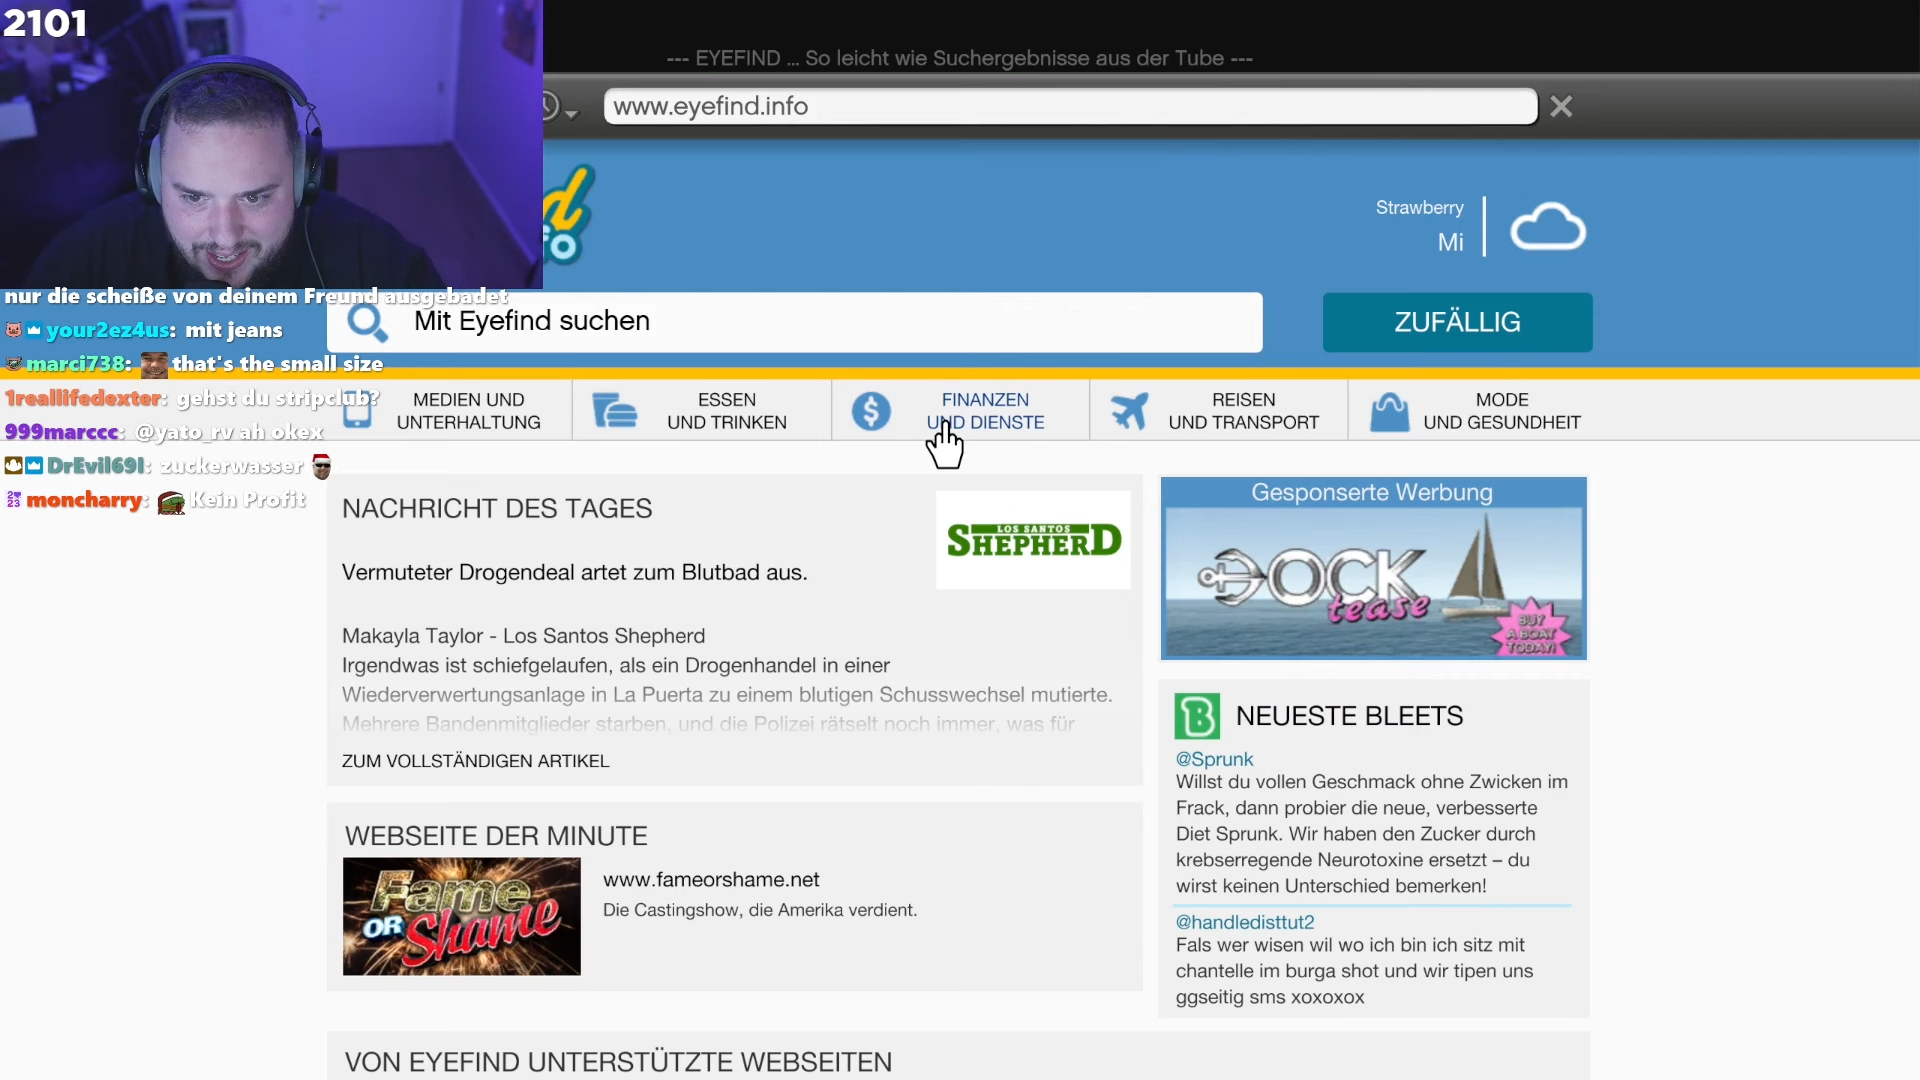 2101
--- EYEFIND ... So leicht wie Suchergebnisse aus der Tube ---
www.eyefind.info
Strawberry
Mi
nur die scheiße von deinem Freund ausgebadet
your2ez4us: mit jeans
marci738: that's the small size
1reallifedexter: gehst du stripclub?
999marccc: @yato_rv ah okex
DrEvil69I: zuckerwasser
moncharry: Kein Profit
Mit Eyefind suchen
ZUFÄLLIG
MEDIEN UND
UNTERHALTUNG
ESSEN
UND TRINKEN
FINANZEN
UND DIENSTE
REISEN
UND TRANSPORT
MODE
UND GESUNDHEIT
NACHRICHT DES TAGES
LOS SANTOS
SHEPHERD
Vermuteter Drogendeal artet zum Blutbad aus.
Makayla Taylor - Los Santos Shepherd
Irgendwas ist schiefgelaufen, als ein Drogenhandel in einer
Wiederverwertungsanlage in La Puerta zu einem blutigen Schusswechsel mutierte.
Mehrere Bandenmitglieder starben, und die Polizei rätselt noch immer, was für
ZUM VOLLSTÄNDIGEN ARTIKEL
Gesponserte Werbung
DOCK
tease
BUY
A BOAT
TODAY!
NEUESTE BLEETS
@Sprunk
Willst du vollen Geschmack ohne Zwicken im
Frack, dann probier die neue, verbesserte
Diet Sprunk. Wir haben den Zucker durch
krebserregende Neurotoxine ersetzt – du
wirst keinen Unterschied bemerken!
@handledisttut2
Fals wer wisen wil wo ich bin ich sitz mit
chantelle im burga shot und wir tipen uns
ggseitig sms xoxoxox
WEBSEITE DER MINUTE
Fame
OR Shame
www.fameorshame.net
Die Castingshow, die Amerika verdient.
VON EYEFIND UNTERSTÜTZTE WEBSEITEN